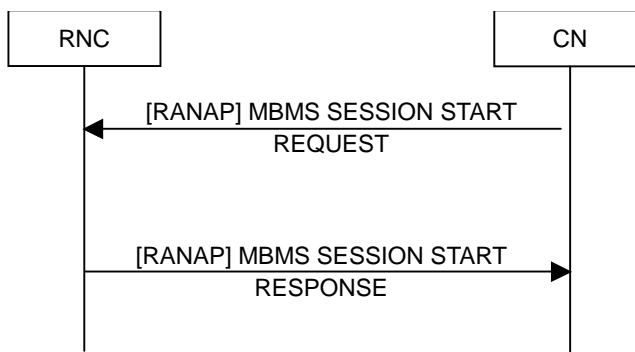 RNC
CN
[RANAP] MBMS SESSION START
REQUEST
[RANAP] MBMS SESSION START
RESPONSE